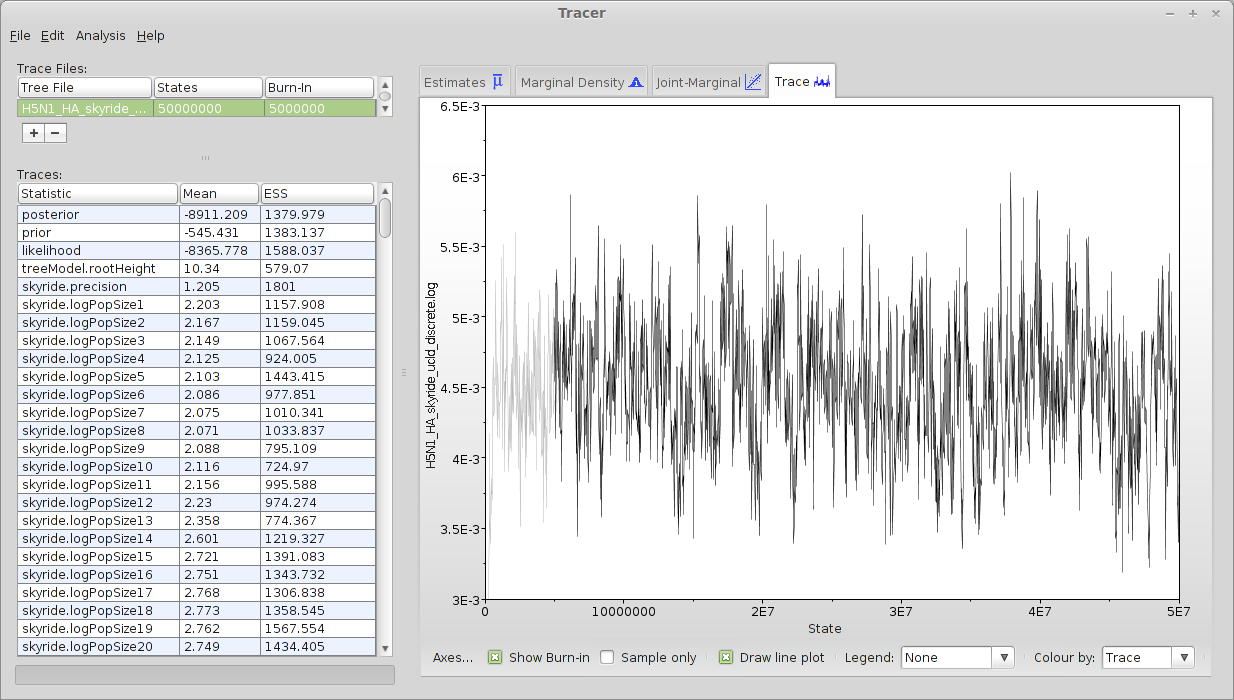 Tracer
File Edit Analysis Help
Trace Files:
Tree File States Burn-In
H5N1_HA_skyride_... 50000000 5000000
+ −
Traces:
Statistic Mean ESS
posterior -8911.209 1379.979
prior -545.431 1383.137
likelihood -8365.778 1588.037
treeModel.rootHeight 10.34 579.07
skyride.precision 1.205 1801
skyride.logPopSize1 2.203 1157.908
skyride.logPopSize2 2.167 1159.045
skyride.logPopSize3 2.149 1067.564
skyride.logPopSize4 2.125 924.005
skyride.logPopSize5 2.103 1443.415
skyride.logPopSize6 2.086 977.851
skyride.logPopSize7 2.075 1010.341
skyride.logPopSize8 2.071 1033.837
skyride.logPopSize9 2.088 795.109
skyride.logPopSize10 2.116 724.97
skyride.logPopSize11 2.156 995.588
skyride.logPopSize12 2.23 974.274
skyride.logPopSize13 2.358 774.367
skyride.logPopSize14 2.601 1219.327
skyride.logPopSize15 2.721 1391.083
skyride.logPopSize16 2.751 1343.732
skyride.logPopSize17 2.768 1306.838
skyride.logPopSize18 2.773 1358.545
skyride.logPopSize19 2.762 1567.554
skyride.logPopSize20 2.749 1434.405
Estimates μ Marginal Density Joint-Marginal Trace
6.5E-3
6E-3
5.5E-3
5E-3
4.5E-3
4E-3
3.5E-3
3E-3
H5N1_HA_skyride_ucld_discrete.log
0 10000000 2E7 3E7 4E7 5E7
State
Axes... Show Burn-in Sample only Draw line plot Legend: None Colour by: Trace